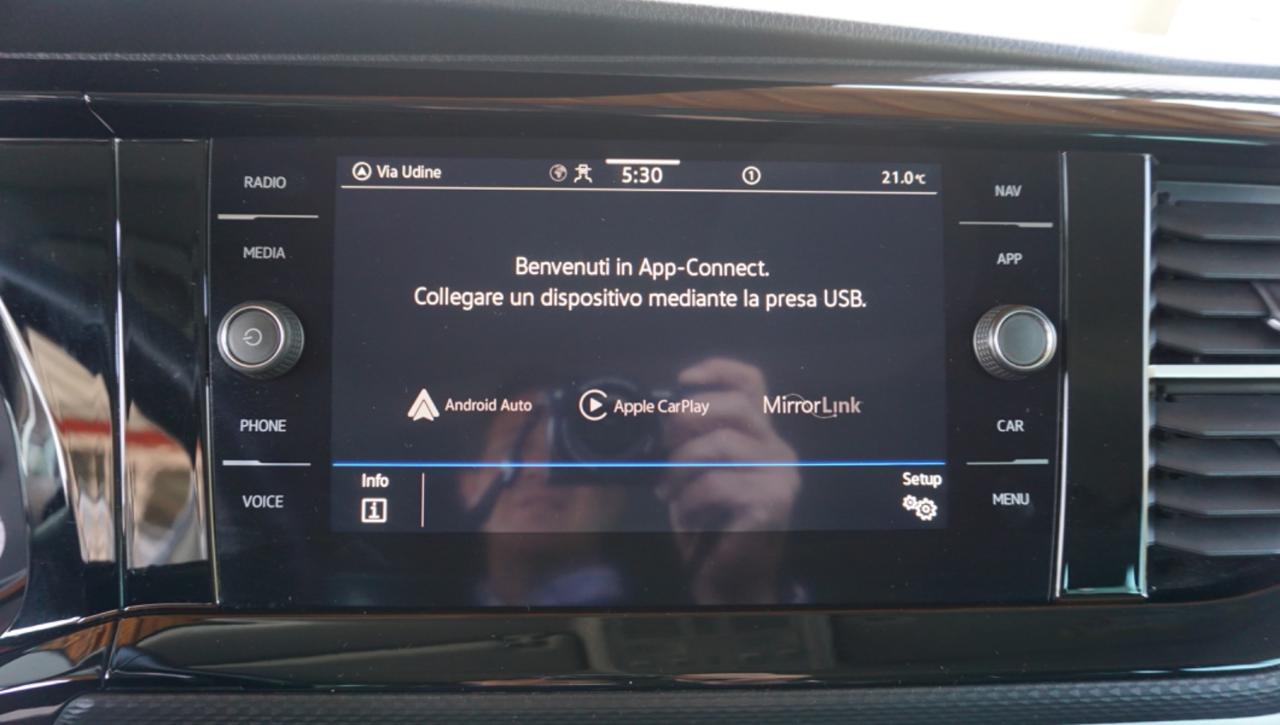 RADIO
MEDIA
PHONE
VOICE
Via Udine
5:30
1
21.0°C
Benvenuti in App-Connect.
Collegare un dispositivo mediante la presa USB.
Android Auto
Apple CarPlay
MirrorLink
Info
i
Setup
NAV
APP
CAR
MENU